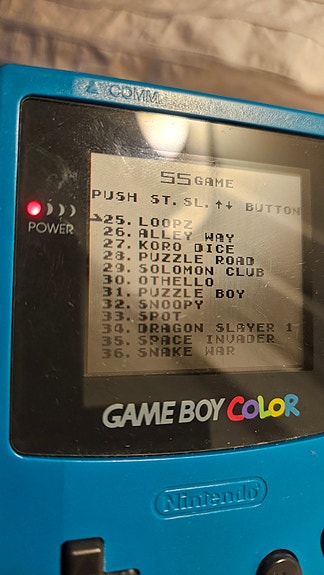 COMM.
55 GAME
PUSH ST.SL.↑↓ BUTTON
25. LOOPZ
26. ALLEY WAY
27. KORO DICE
28. PUZZLE ROAD
29. SOLOMON CLUB
30. OTHELLO
31. PUZZLE BOY
32. SNOOPY
33. SPOT
34. DRAGON SLAYER 1
35. SPACE INVADER
36. SNAKE WAR
POWER
GAME BOY COLOR
Nintendo